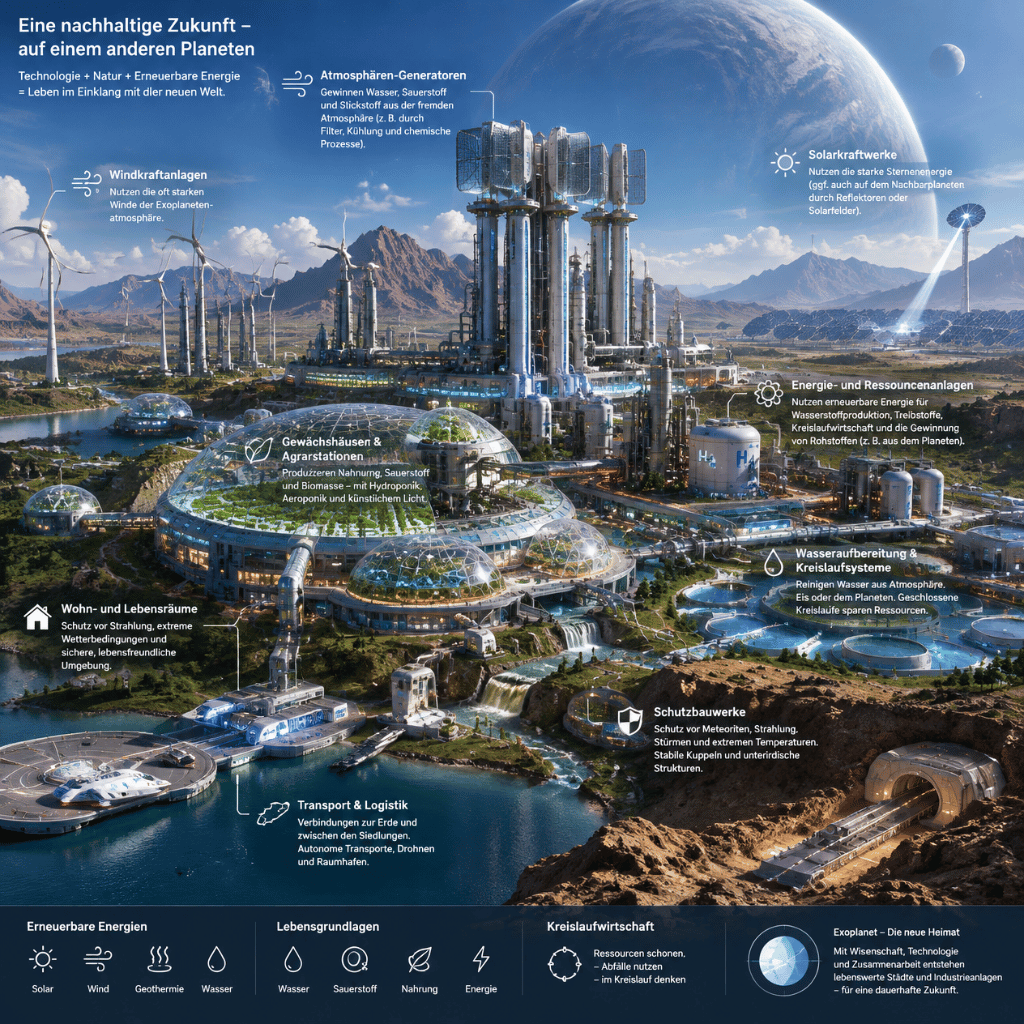 Eine nachhaltige Zukunft –
auf einem anderen Planeten
Technologie + Natur + Erneuerbare Energie
= Leben im Einklang mit dler neuen Welt.
Atmosphären-Generatoren
Gewinnen Wasser, Sauerstoff
und Stickstoff aus der fremden
Atmosphäre (z. B. durch
Filter, Kühlung und chemische
Prozesse).
Windkraftanlagen
Nutzen die oft starken
Winde der Exoplaneten-
atmosphäre.
Solarkraftwerke
Nutzen die starke Sternenenergie
(ggf. auch auf dem Nachbarplaneten
durch Reflektoren oder
Solarfelder).
Energie- und Ressourcenanlagen
Nutzen erneuerbare Energie für
Wasserstoffproduktion, Treibstoffe,
Kreislaufwirtschaft und die Gewinnung
von Rohstoffen (z. B. aus dem Planeten).
Gewächshäusen &
Agrarstationen
Produzzeren Nahrung, Sauerstoff
und Biomasse – mit Hydroponik,
Aeroponik und künstlichem Licht.
H₂ H
Wasseraufbereitung &
Kreislaufsysteme
Reinigen Wasser aus Atmosphäre.
Eis oder dem Planeten. Geschlossene
Kreisläufe sparen Ressourcen.
Wohn- und Lebensräume
Schutz vor Strahlung, extreme
Wetterbedingungen und
sichere, lebensfreundliche
Umgebung.
Schutzbauwerke
Schutz vor Meteoriten, Strahlung.
Stürmen und extremen Temperaturen.
Stabile Kuppeln und unterirdische
Strukturen.
Transport & Logistik
Verbindungen zur Erde und
zwischen den Siedlungen.
Autonome Transporte, Drohnen
und Raumhafen.
Erneuerbare Energien
Solar
Wind
Geothermie
Wasser
Lebensgrundlagen
Wasser
Sauerstoff
Nahrung
Energie
Kreislaufwirtschaft
Ressourcen schonen.
– Abfälle nutzen
– im Kreislauf denken
Exoplanet – Die neue Heimat
Mit Wissenschaft, Technologie
und Zusammenarbeit entstehen
lebenswerte Städte und Industrieanlagen
– für eine dauerhafte Zukunft.